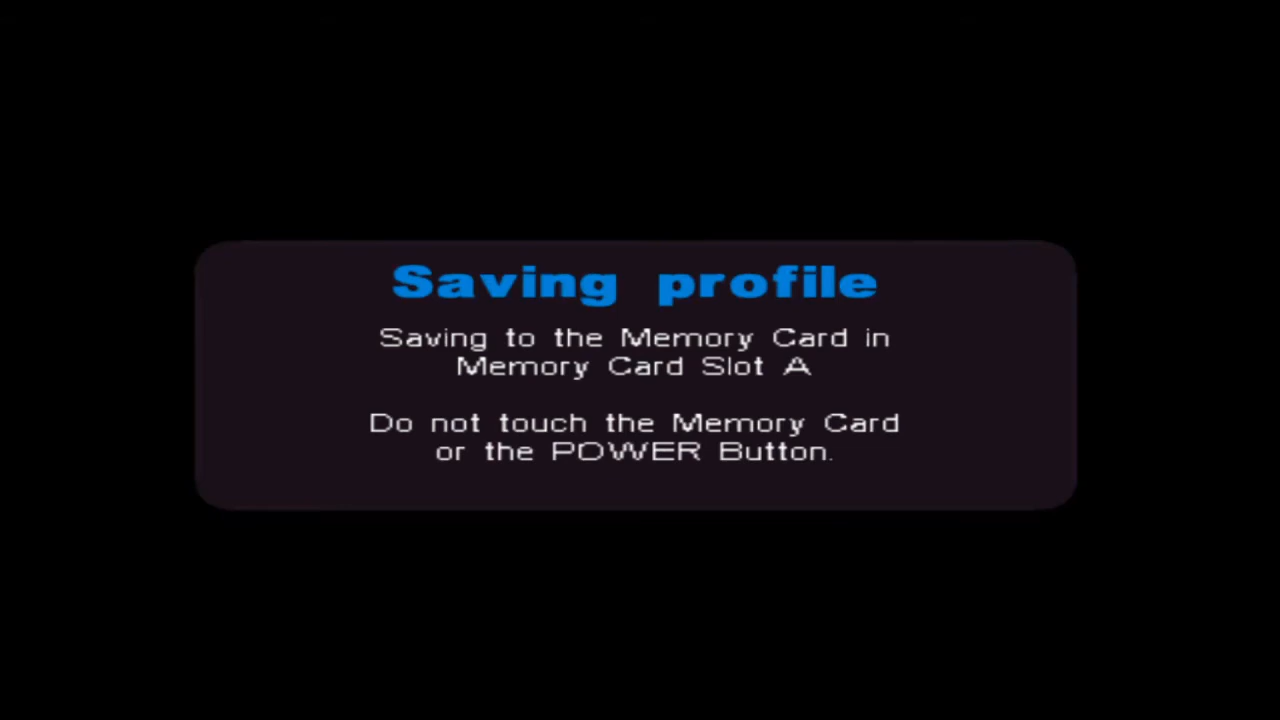 Saving profile
Saving to the Memory Card in
Memory Card Slot A
Do not touch the Memory Card
or the POWER Button.